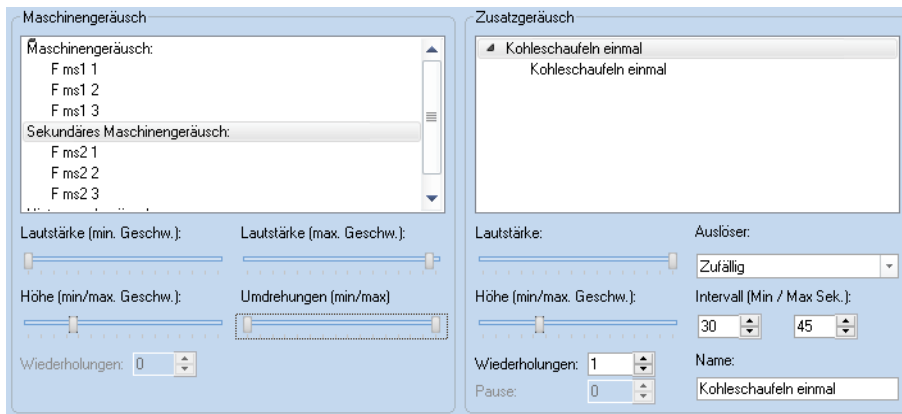 Maschinengeräusch
Maschinengeräusch:
F ms1 1
F ms1 2
F ms1 3
Sekundäres Maschinengeräusch:
F ms2 1
F ms2 2
F ms2 3
Lautstärke (min. Geschw.):
Lautstärke (max. Geschw.):
Höhe (min/max. Geschw.):
Umdrehungen (min/max)
Wiederholungen: 0
Zusatzgeräusch
Kohleschaufeln einmal
Kohleschaufeln einmal
Lautstärke:
Auslöser:
Zufällig
Höhe (min/max. Geschw.):
Intervall (Min / Max Sek.):
30 45
Wiederholungen: 1
Name:
Pause: 0
Kohleschaufeln einmal